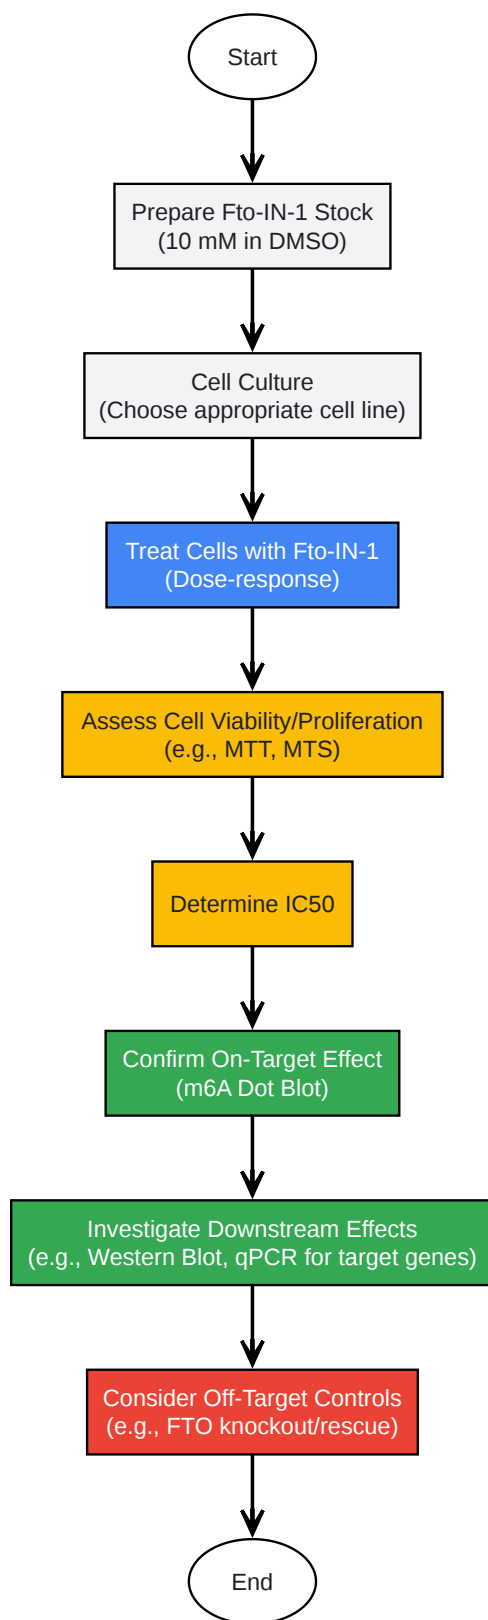 Start
Prepare Fto-IN-1 Stock
(10 mM in DMSO)
Cell Culture
(Choose appropriate cell line)
Treat Cells with Fto-IN-1
(Dose-response)
Assess Cell Viability/Proliferation
(e.g., MTT, MTS)
Determine IC50
Confirm On-Target Effect
(m6A Dot Blot)
Investigate Downstream Effects
(e.g., Western Blot, qPCR for target genes)
Consider Off-Target Controls
(e.g., FTO knockout/rescue)
End